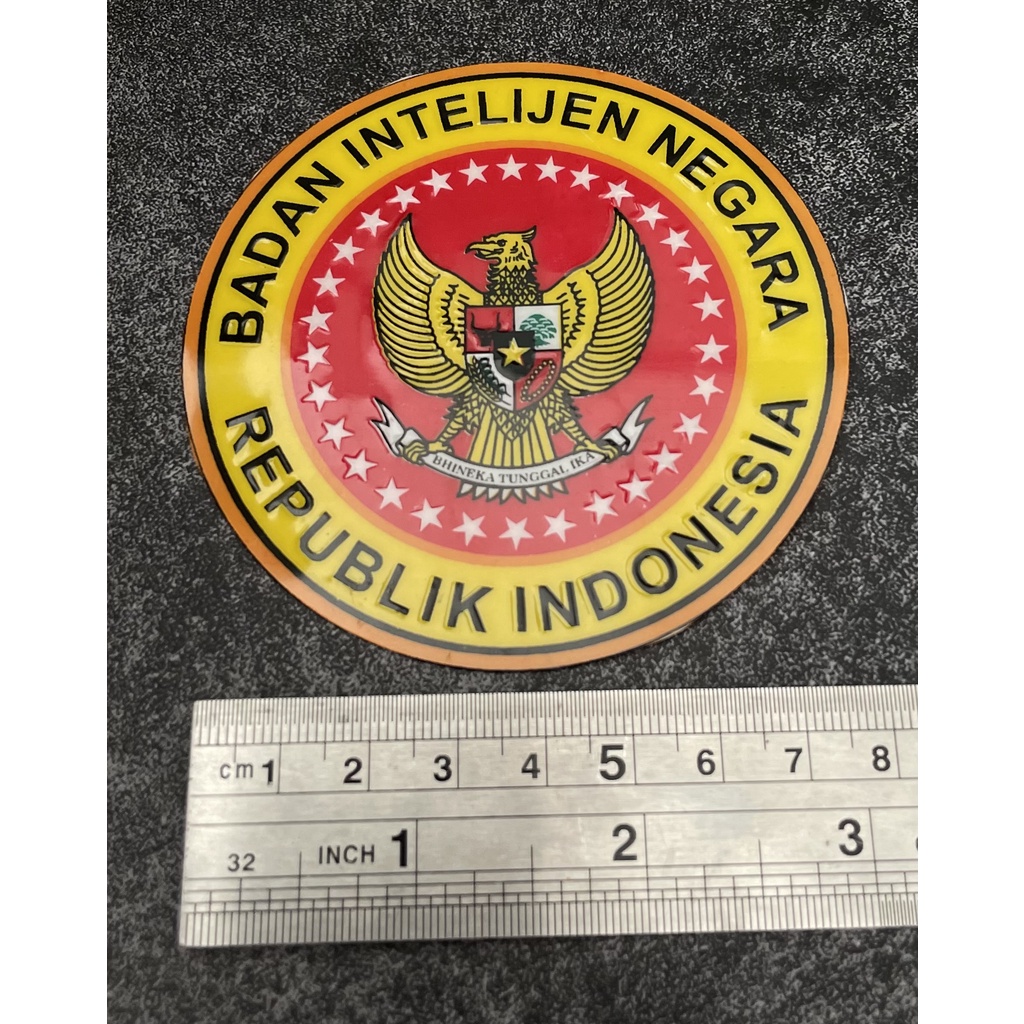 BADAN INTELIJEN NEGARA
BHINEKA TUNGGAL IKA
REPUBLIK INDONESIA
cm 1 2 3 4 5 6 7 8
32 INCH 1 2 3